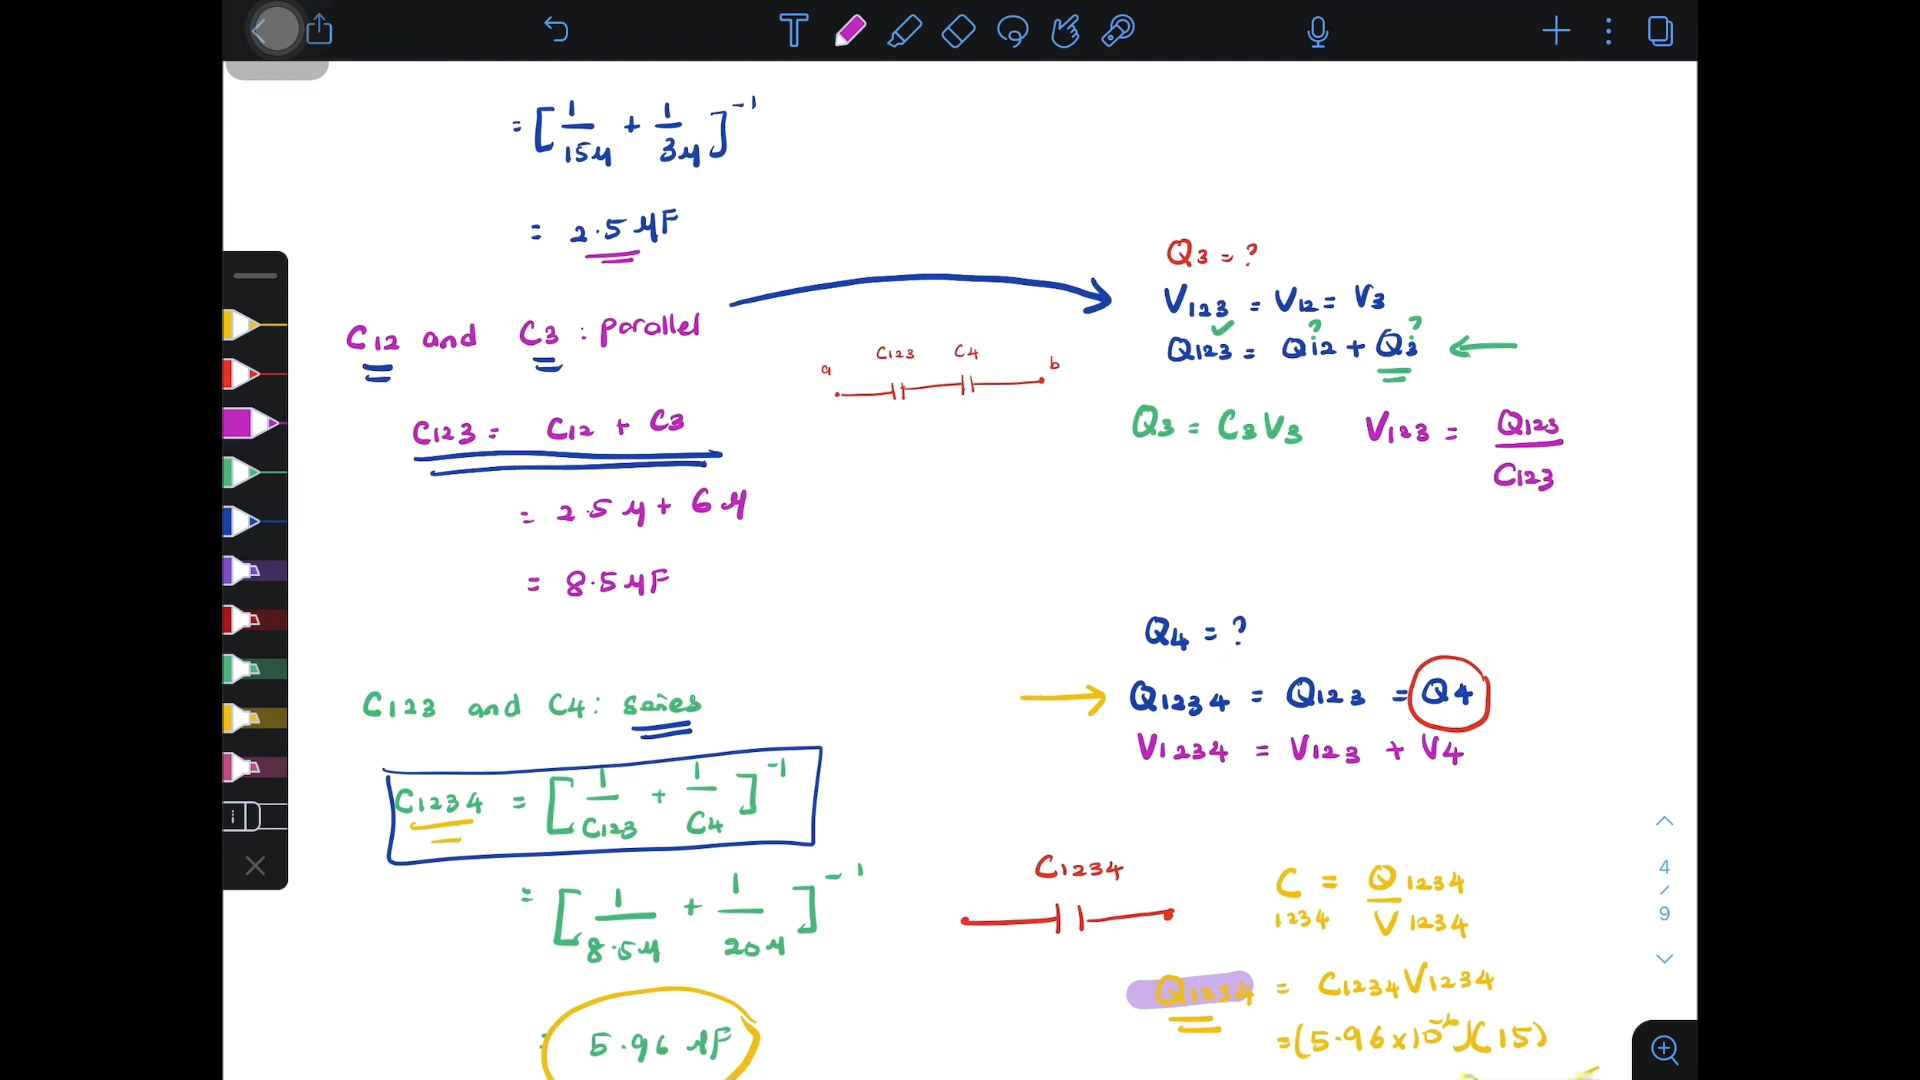 = [1/15μ + 1/3μ]⁻¹
= 2.5 μF
C12 and C3 : parallel
C123 = C12 + C3
= 2.5 μ + 6 μ
= 8.5 μF
C123 and C4 : series
C1234 = [1/C123 + 1/C4]⁻¹
= [1/8.5μ + 1/20μ]⁻¹
= 5.96 μF
a C123 C4 b
Q3 = ?
V123 = V12 = V3
Q123 = Q12 + Q3
? ?
Q3 = C3V3 V123 = Q123/C123
Q4 = ?
Q1234 = Q123 = Q4
V1234 = V123 + V4
C1234
C1234 = Q1234/V1234
Q1234 = C1234V1234
= (5.96 x 10⁻⁶)(15)
4
/
9